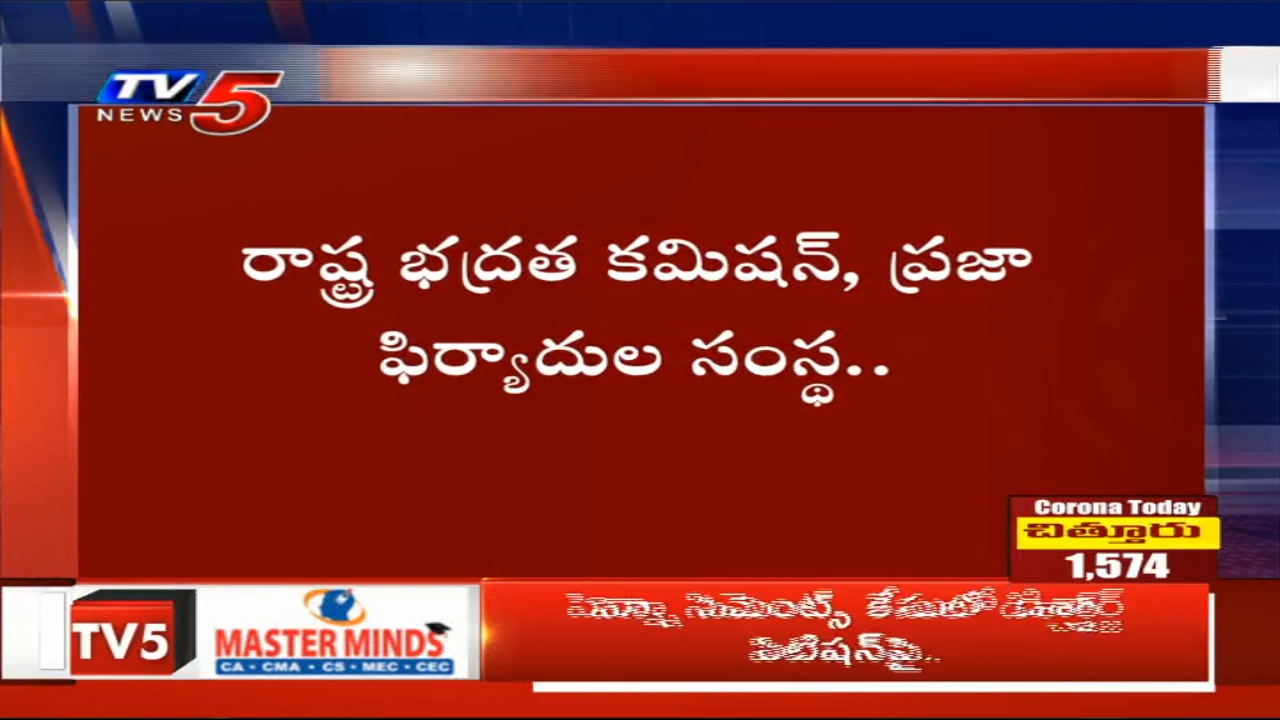 TV5
NEWS
రాష్ట్ర భద్రత కమిషన్, ప్రజా
ఫిర్యాదుల సంస్థ..
Corona Today
చిత్తూరు
1,574
TV5
MASTER MINDS
CA • CMA • CS • MEC • CEC
పెన్నా సిమెంట్స్ కేసులో డిశ్చార్జ్
పిటిషన్‌పై..